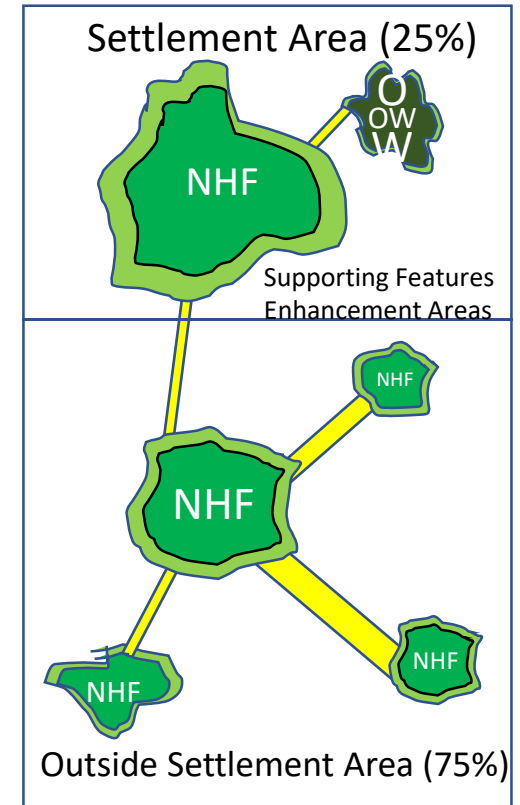 Settlement Area (25%)
O
OW
W
NHF
Supporting Features
Enhancement Areas
NHF
NHF
NHF
NHF
Outside Settlement Area (75%)